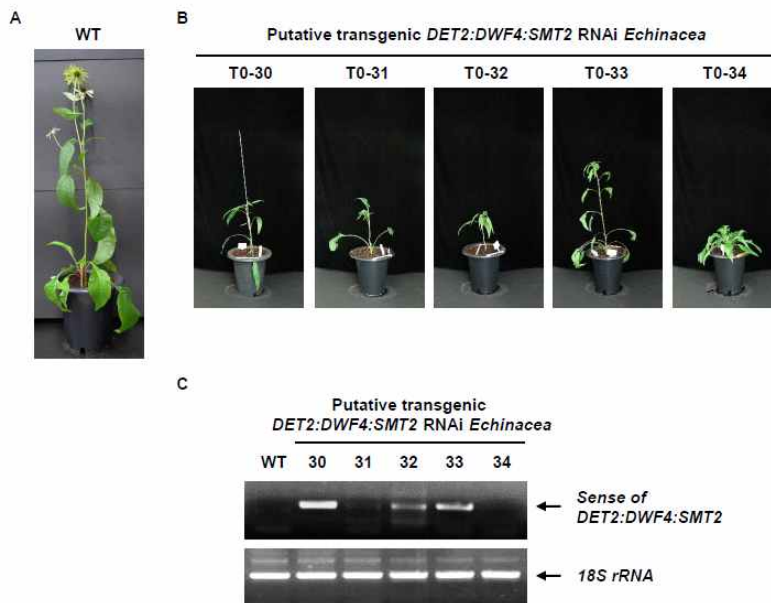 A
WT
B
Putative transgenic DET2:DWF4:SMT2 RNAi Echinacea
T0-30 T0-31 T0-32 T0-33 T0-34
C
Putative transgenic
DET2:DWF4:SMT2 RNAi Echinacea
WT 30 31 32 33 34
Sense of
DET2:DWF4:SMT2
18S rRNA